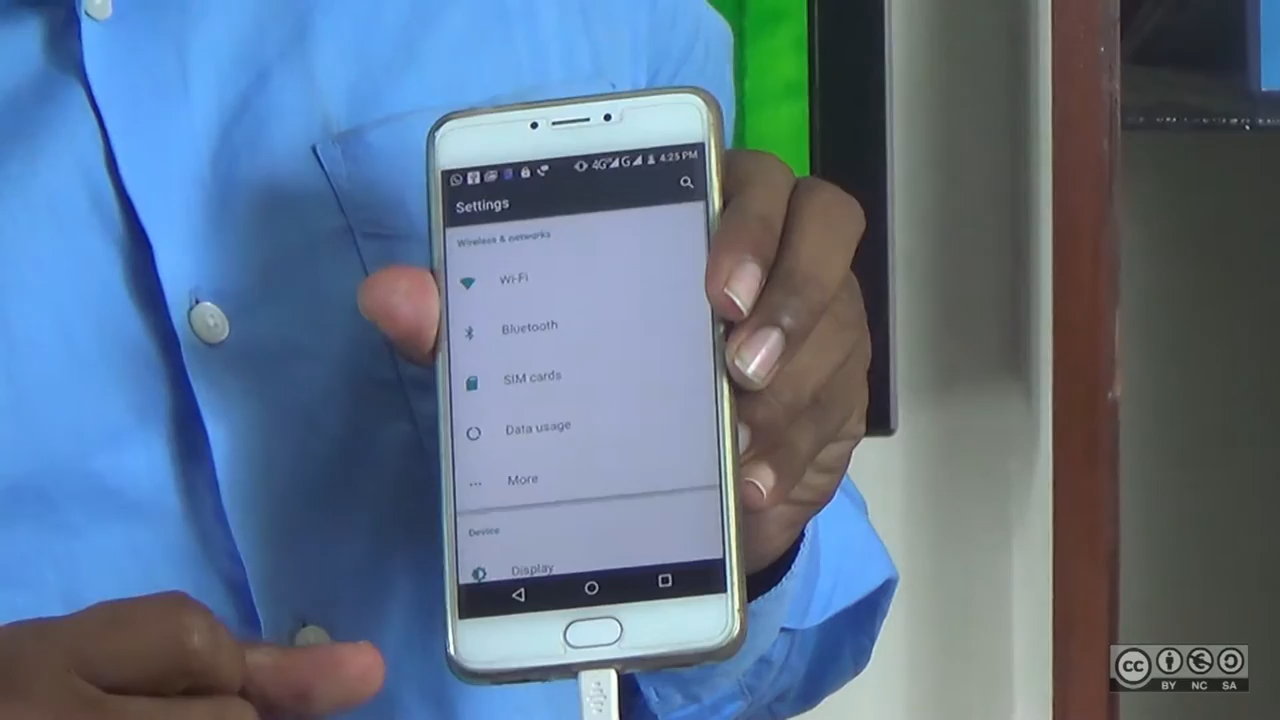 4G G 4:25 PM
Settings
Wireless & networks
Wi-Fi
Bluetooth
SIM cards
Data usage
More
Device
Display
cc
BY NC SA